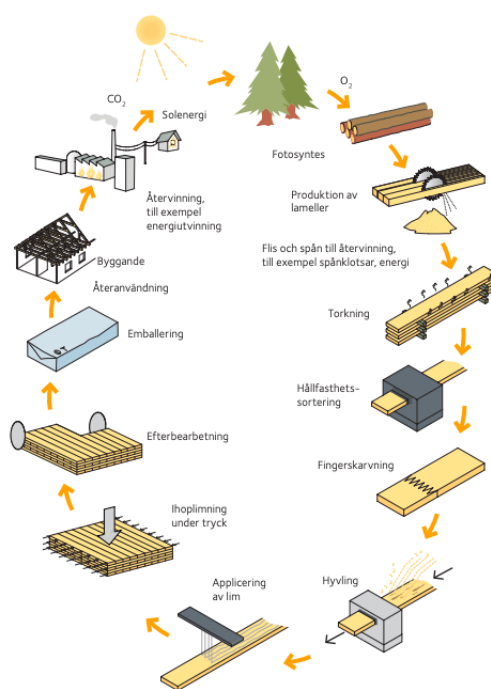 CO₂
Solenergi
O₂
Fotosyntes
Produktion av
lameller
Flis och spån till återvinning,
till exempel spånklotsar, energi
Torkning
Hållfasthets-
sortering
Fingerskarvning
Hyvling
Applicering
av lim
Ihoplimning
under tryck
Efterbearbetning
Emballering
Återanvändning
Byggande
Återvinning,
till exempel
energiutvinning